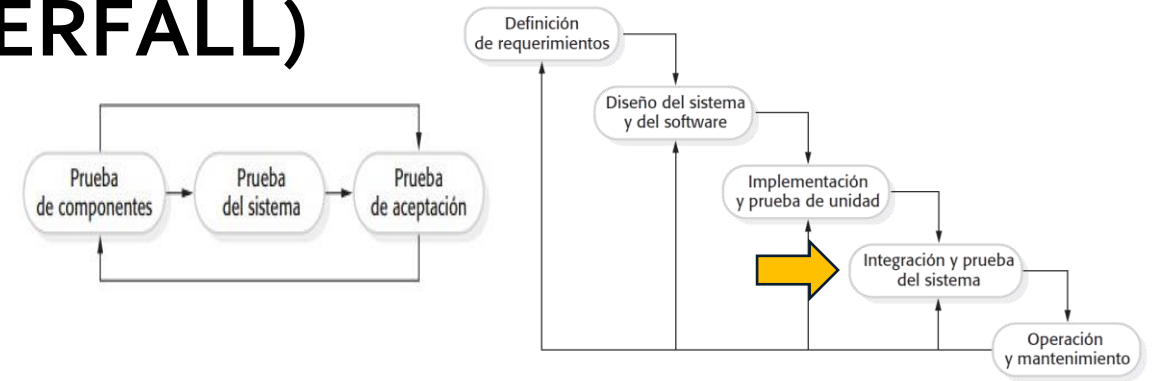 ERFALL)
Prueba
de componentes
Prueba
del sistema
Prueba
de aceptación
Definición
de requerimientos
Diseño del sistema
y del software
Implementación
y prueba de unidad
Integración y prueba
del sistema
Operación
y mantenimiento